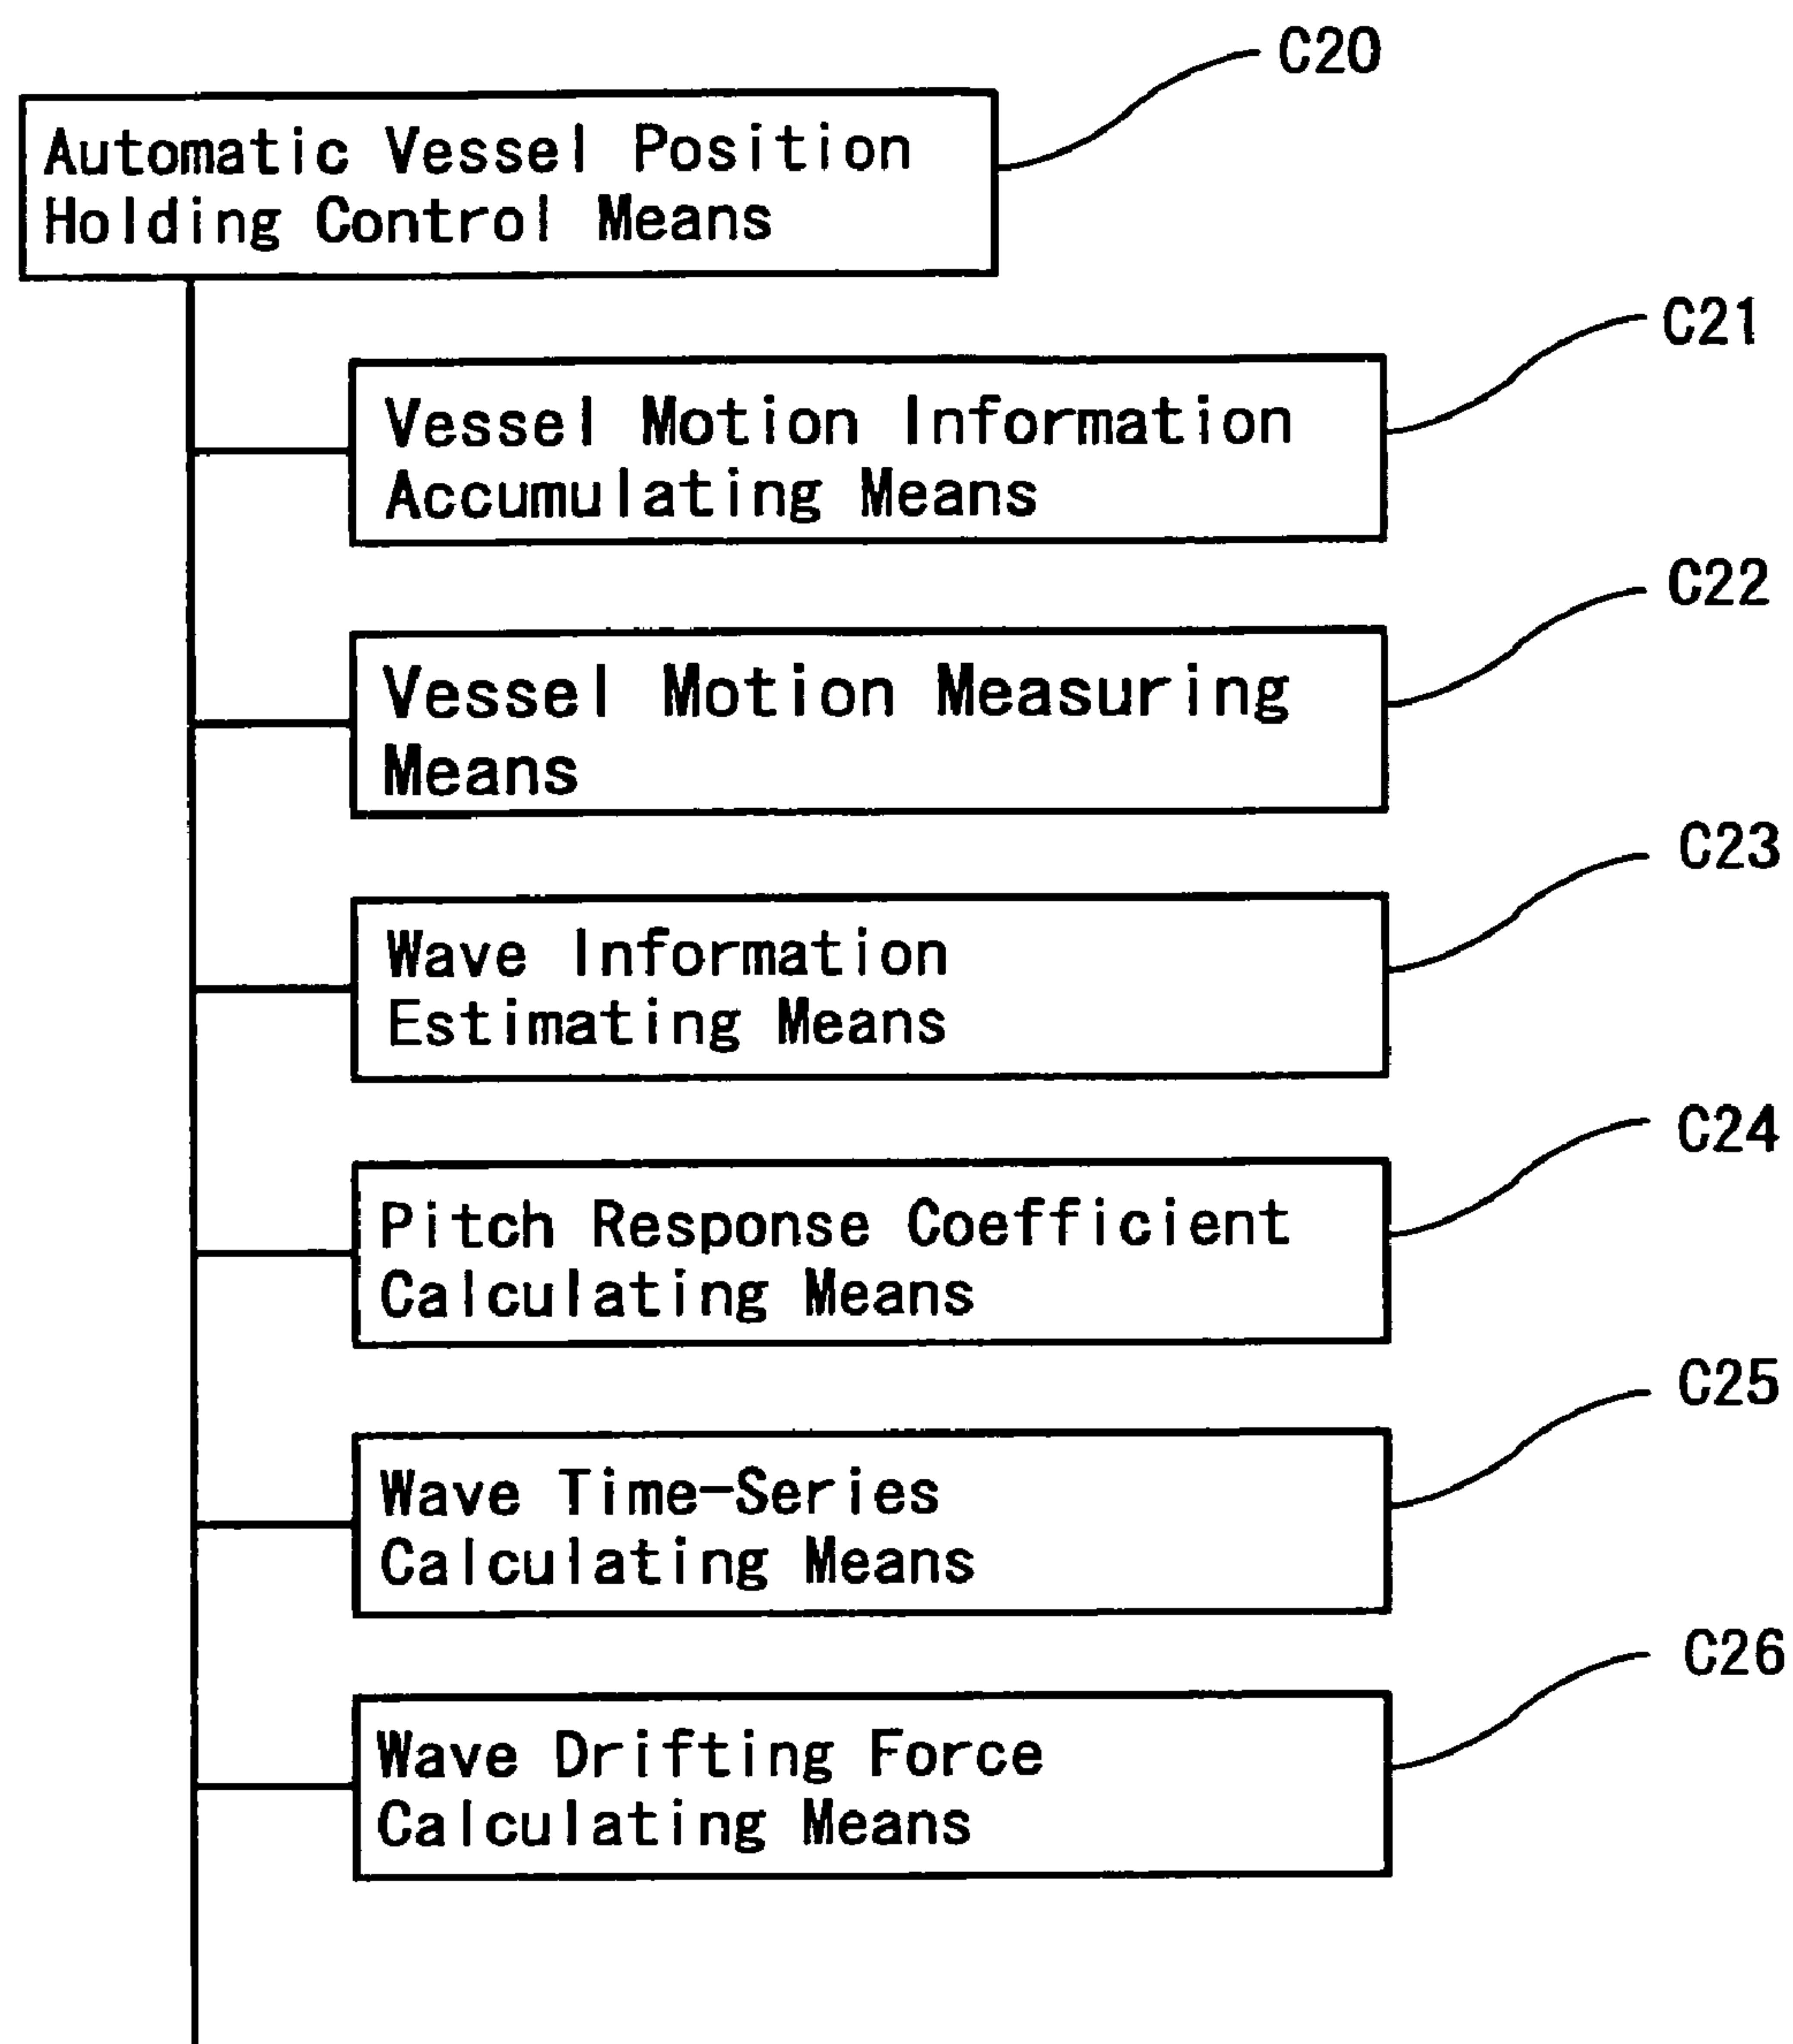 C20
Automatic Vessel Position
Holding Control Means
C21
Vessel Motion Information
Accumulating Means
C22
Vessel Motion Measuring
Means
C23
Wave Information
Estimating Means
C24
Pitch Response Coefficient
Calculating Means
C25
Wave Time-Series
Calculating Means
C26
Wave Drifting Force
Calculating Means